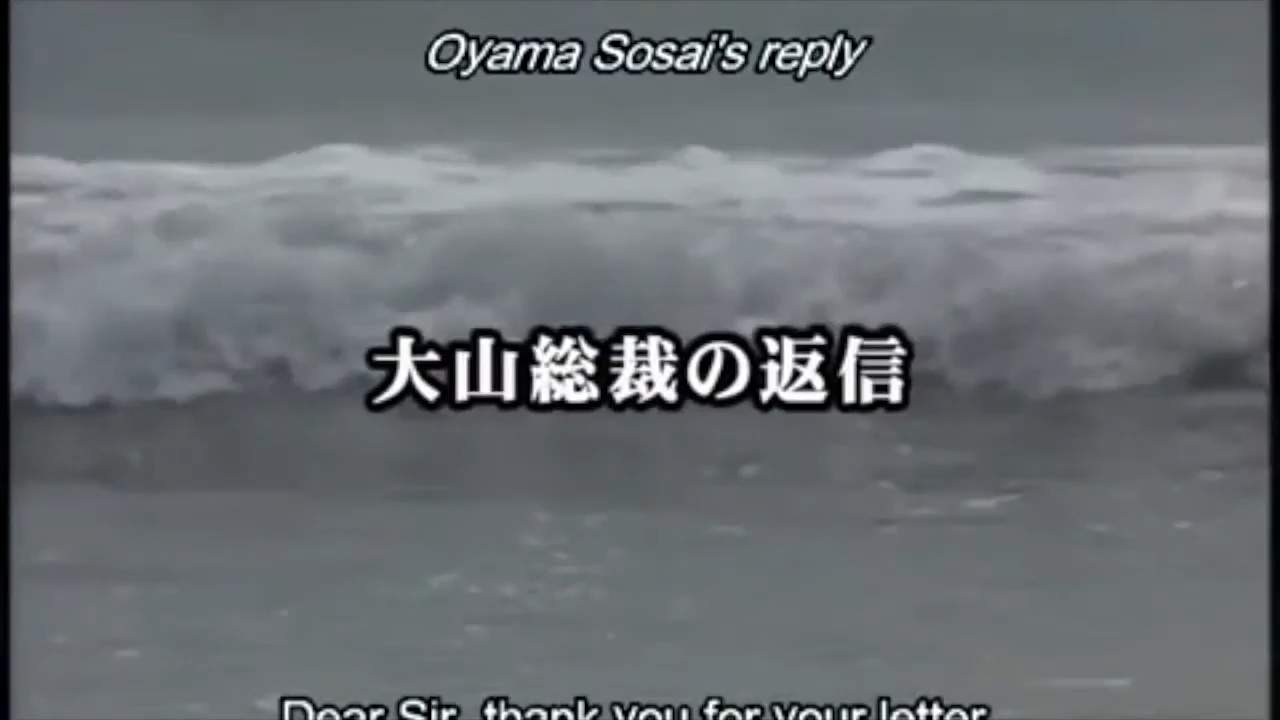 Oyama Sosai's reply
大山総裁の返信
Dear Sir, thank you for your letter